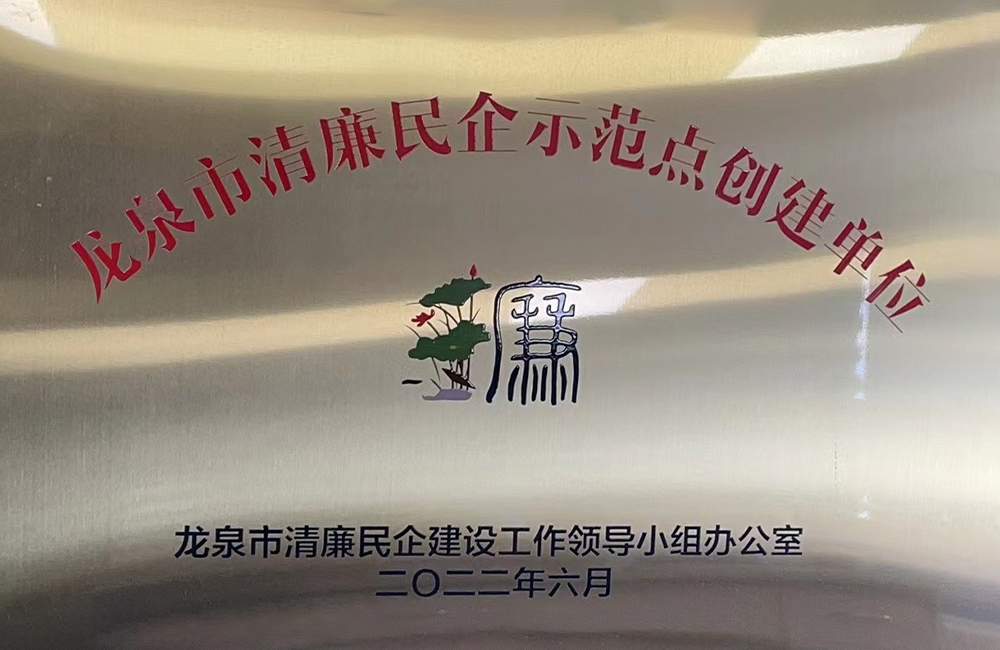 龙泉市清廉民企示范点创建单位
廉
龙泉市清廉民企建设工作领导小组办公室
二〇二二年六月